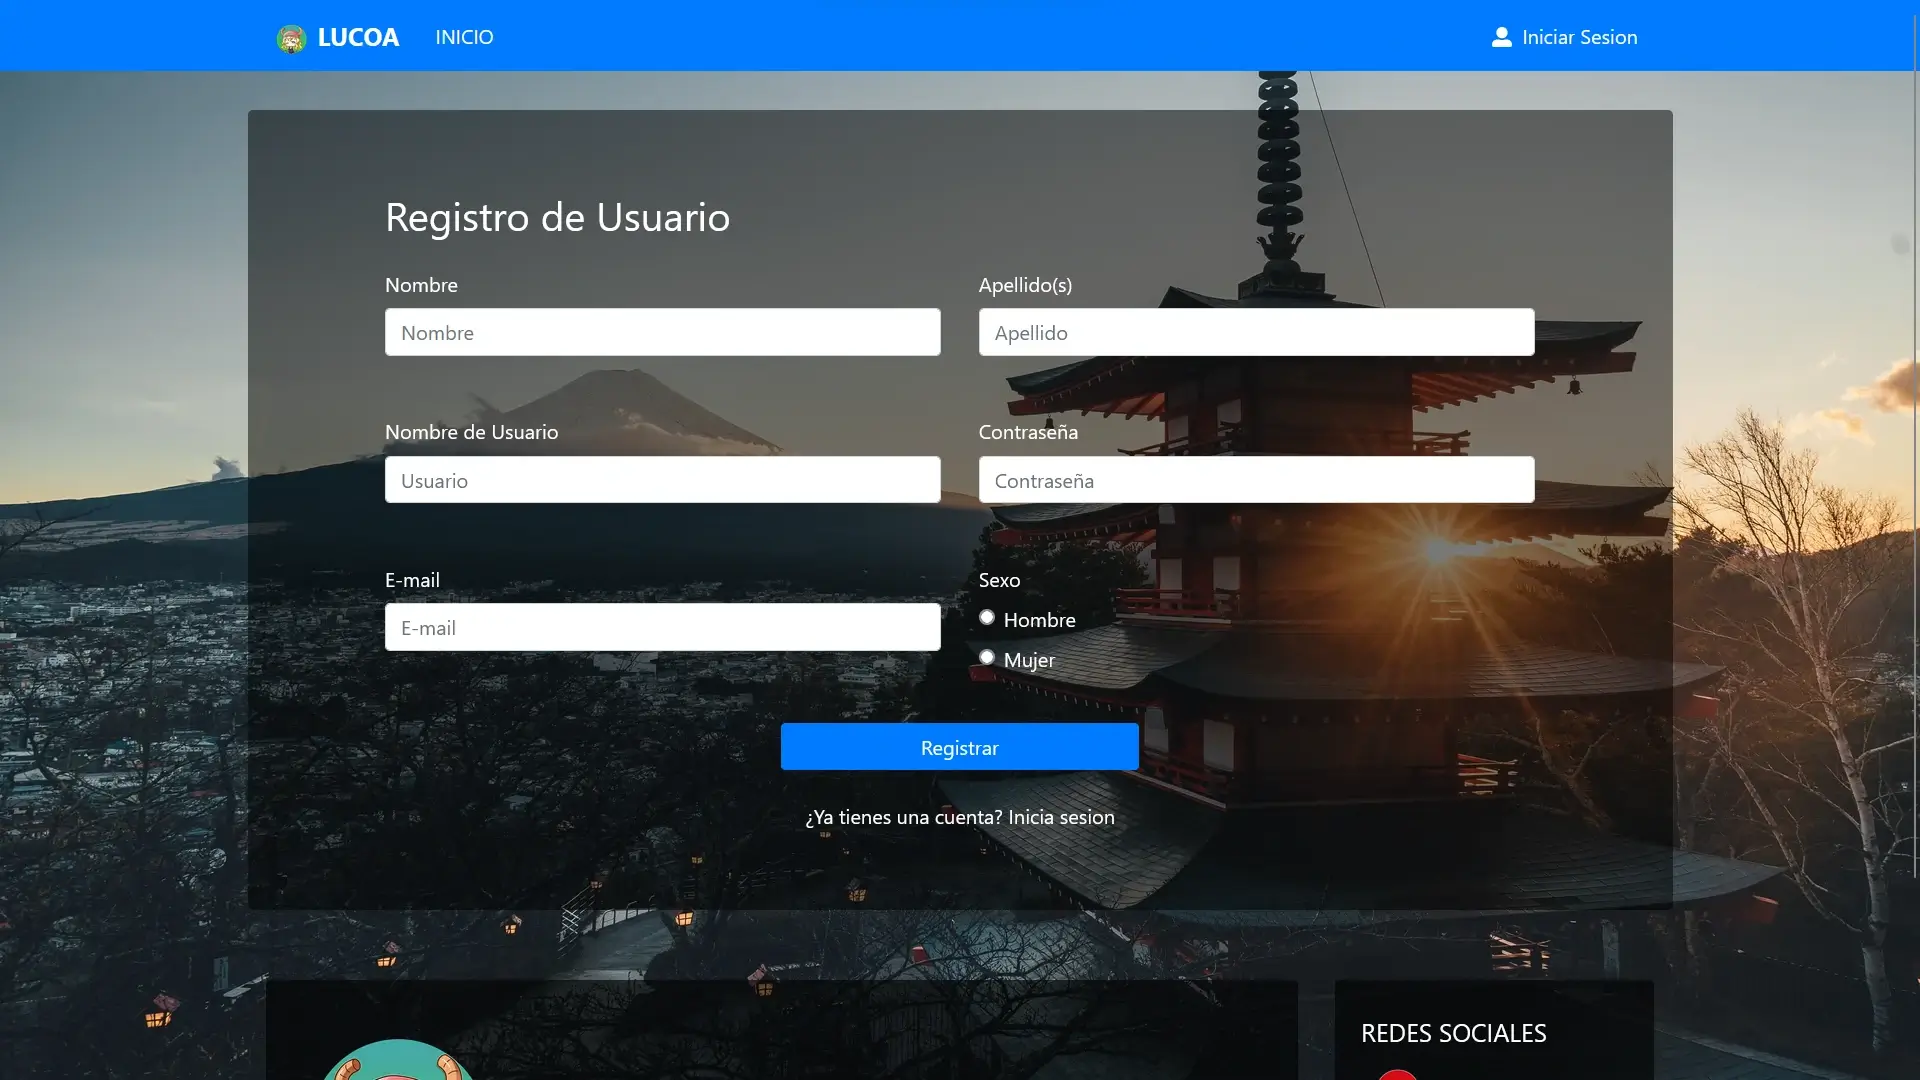 LUCOA INICIO Iniciar Sesion
Registro de Usuario
Nombre Apellido(s)
Nombre Apellido
Nombre de Usuario Contraseña
Usuario Contraseña
E-mail Sexo
E-mail Hombre
Mujer
Registrar
¿Ya tienes una cuenta? Inicia sesion
REDES SOCIALES